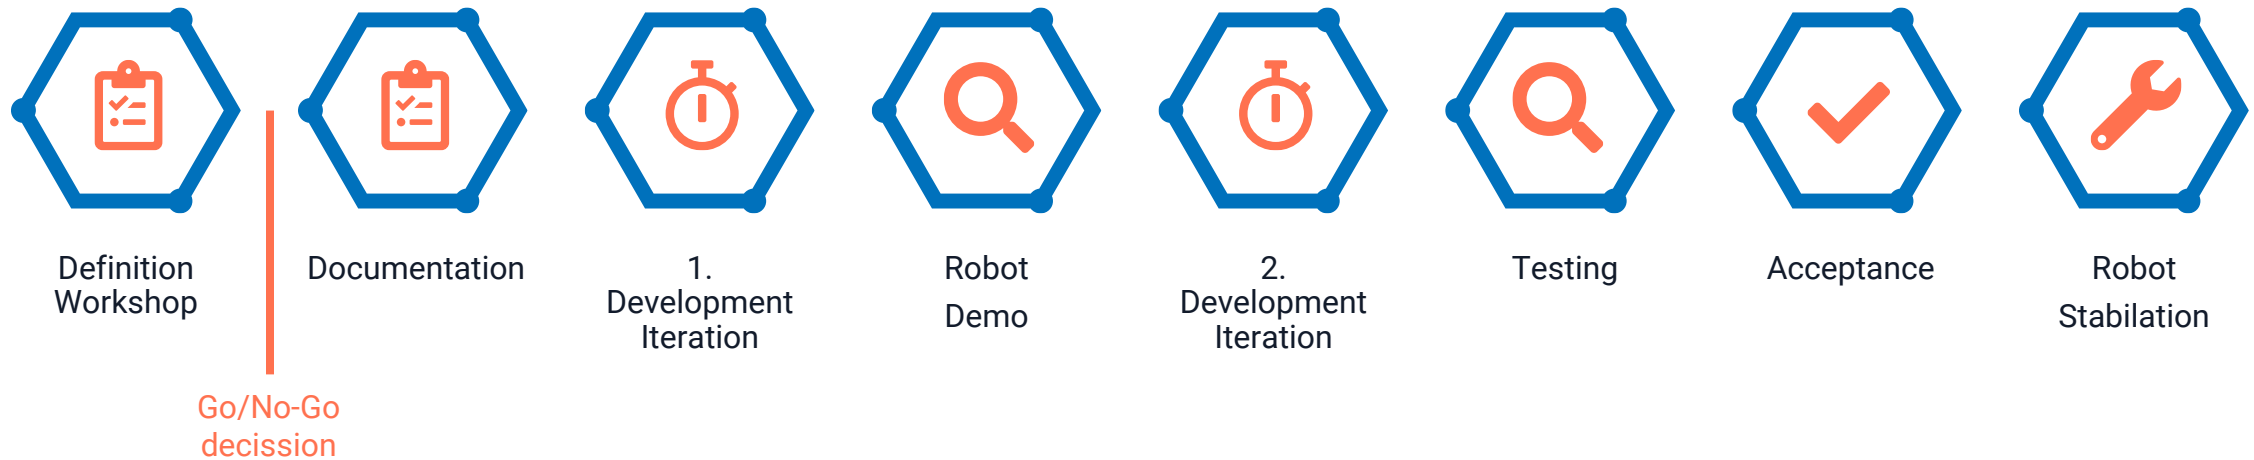 Definition
Workshop
Go/No-Go
decission
Documentation
1.
Development
Iteration
Robot
Demo
2.
Development
Iteration
Testing
Acceptance
Robot
Stabilation